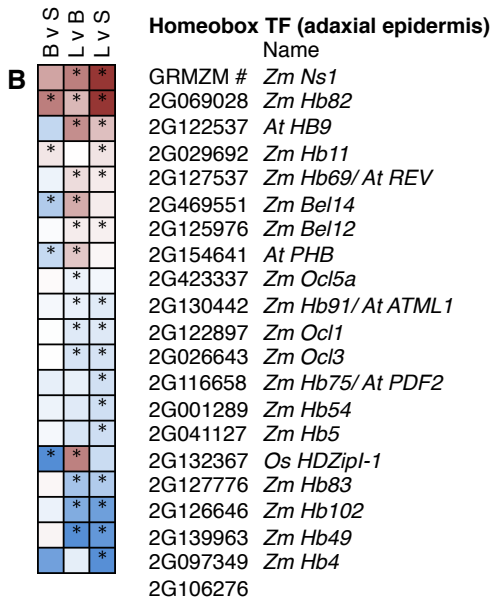 B v S L v B L v S
Homeobox TF (adaxial epidermis)
Name
B
* * GRMZM # Zm Ns1
* * * 2G069028 Zm Hb82
* * 2G122537 At HB9
* * 2G029692 Zm Hb11
* * 2G127537 Zm Hb69/ At REV
* * 2G469551 Zm Bel14
* * 2G125976 Zm Bel12
* * 2G154641 At PHB
* 2G423337 Zm Ocl5a
* * 2G130442 Zm Hb91/ At ATML1
* * 2G122897 Zm Ocl1
* * 2G026643 Zm Ocl3
* 2G116658 Zm Hb75/ At PDF2
* 2G001289 Zm Hb54
* 2G041127 Zm Hb5
* * 2G132367 Os HDZipI-1
* * 2G127776 Zm Hb83
* * 2G126646 Zm Hb102
* * 2G139963 Zm Hb49
* 2G097349 Zm Hb4
2G106276